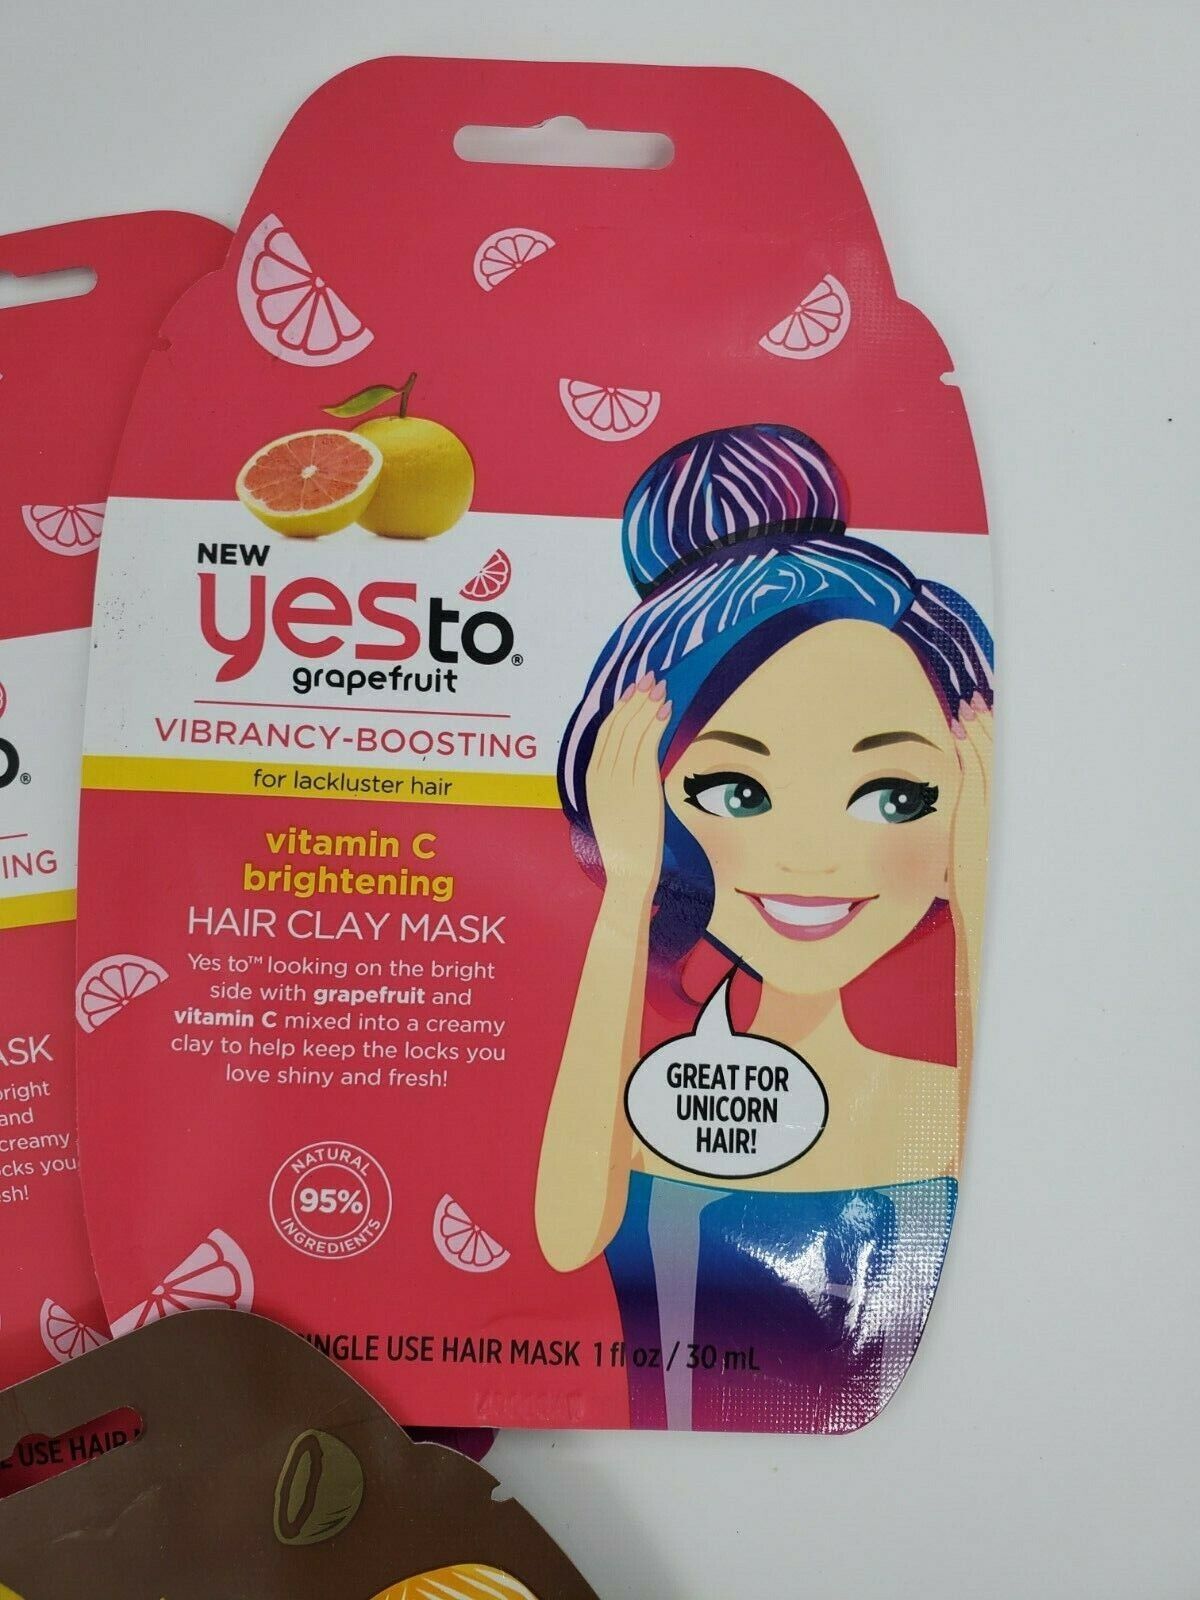 NEW
yes to®
grapefruit
VIBRANCY-BOOSTING
for lackluster hair
vitamin C
brightening
HAIR CLAY MASK
Yes to™ looking on the bright
side with grapefruit and
vitamin C mixed into a creamy
clay to help keep the locks you
love shiny and fresh!
GREAT FOR
UNICORN
HAIR!
NATURAL
95%
INGREDIENTS
INGLE USE HAIR MASK 1 fl oz / 30 mL
o®
ING
ASK
right
and
creamy
cks you
sh!
E USE HAIR